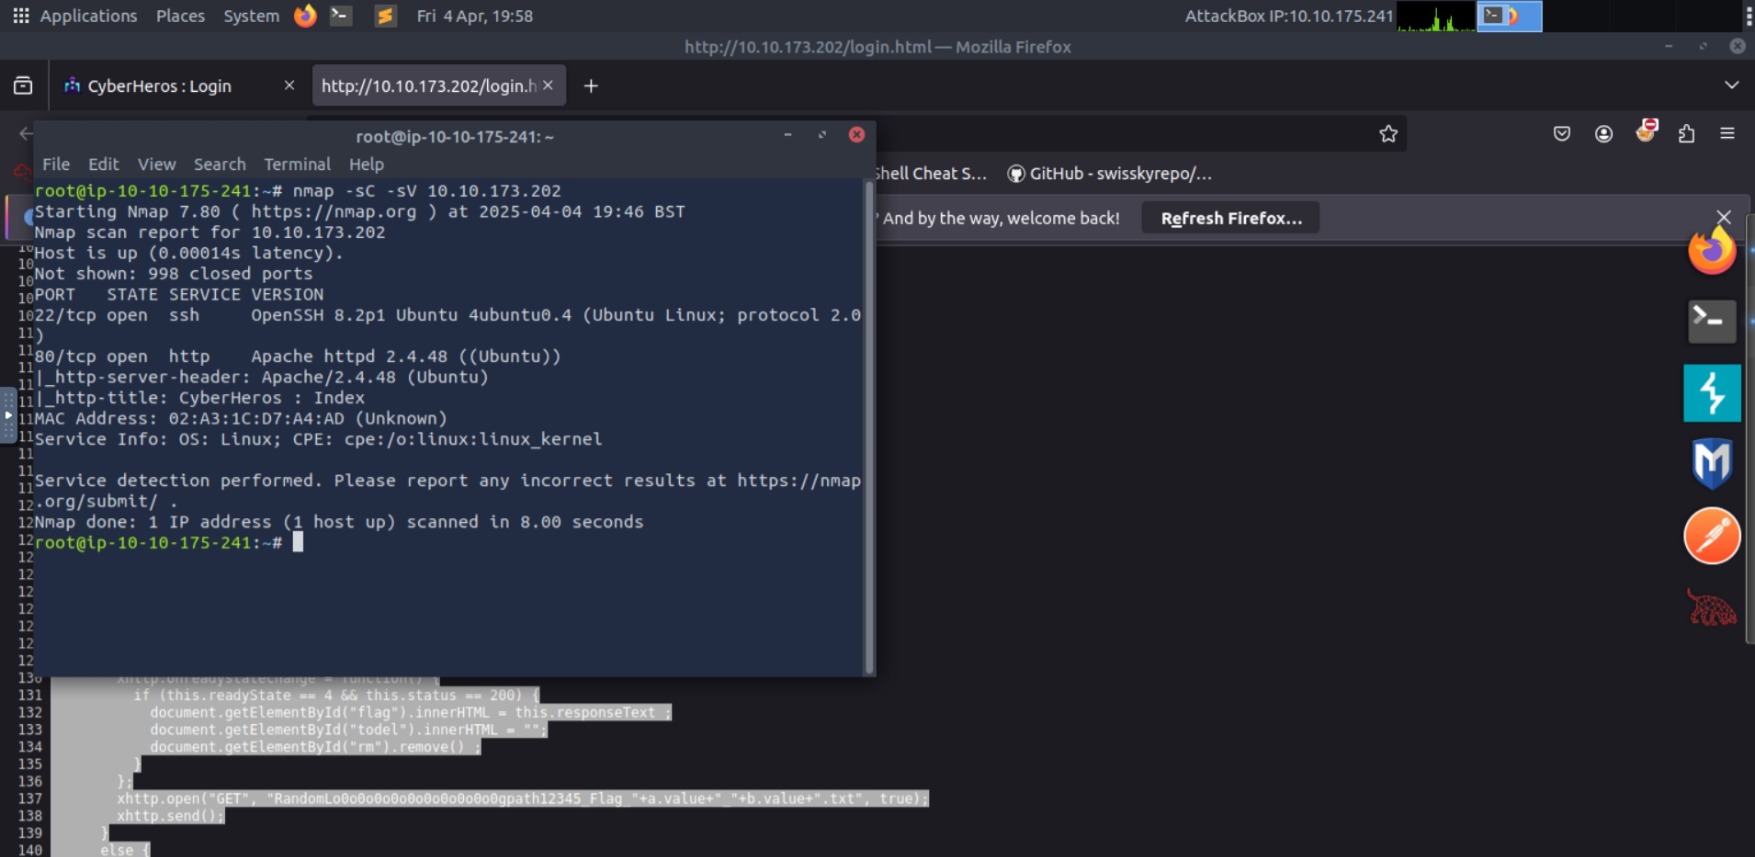 Applications Places System Fri 4 Apr, 19:58 AttackBox IP:10.10.175.241
http://10.10.173.202/login.html — Mozilla Firefox
CyberHeros : Login http://10.10.173.202/login.h
root@ip-10-10-175-241: ~
File Edit View Search Terminal Help
Shell Cheat S... GitHub - swisskyrepo/...
? And by the way, welcome back! Refresh Firefox...
root@ip-10-10-175-241:~# nmap -sC -sV 10.10.173.202
Starting Nmap 7.80 ( https://nmap.org ) at 2025-04-04 19:46 BST
Nmap scan report for 10.10.173.202
Host is up (0.00014s latency).
Not shown: 998 closed ports
PORT   STATE SERVICE VERSION
22/tcp open  ssh     OpenSSH 8.2p1 Ubuntu 4ubuntu0.4 (Ubuntu Linux; protocol 2.0
)
80/tcp open  http    Apache httpd 2.4.48 ((Ubuntu))
|_http-server-header: Apache/2.4.48 (Ubuntu)
|_http-title: CyberHeros : Index
MAC Address: 02:A3:1C:D7:A4:AD (Unknown)
Service Info: OS: Linux; CPE: cpe:/o:linux:linux_kernel
Service detection performed. Please report any incorrect results at https://nmap
.org/submit/ .
Nmap done: 1 IP address (1 host up) scanned in 8.00 seconds
root@ip-10-10-175-241:~#
130 xhttp.onreadystatechange = function() {
131 if (this.readyState == 4 && this.status == 200) {
132 document.getElementById("flag").innerHTML = this.responseText ;
133 document.getElementById("todel").innerHTML = "";
134 document.getElementById("rm").remove() ;
135 }
136 };
137 xhttp.open("GET", "RandomLo0o0o0o0o0o0o0o0o0o0gpath12345_Flag_"+a.value+"_"+b.value+".txt", true);
138 xhttp.send();
139 }
140 else {